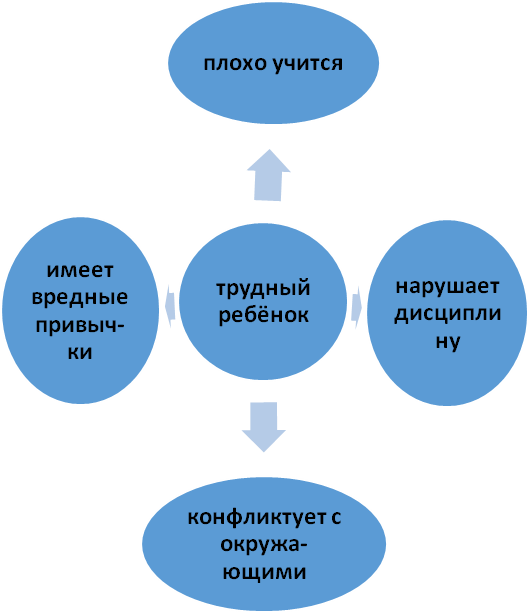 плохо учится
имеет
вредные
привыч-
ки
трудный
ребёнок
нарушает
дисципли
ну
конфликтует с
окружа-
ющими